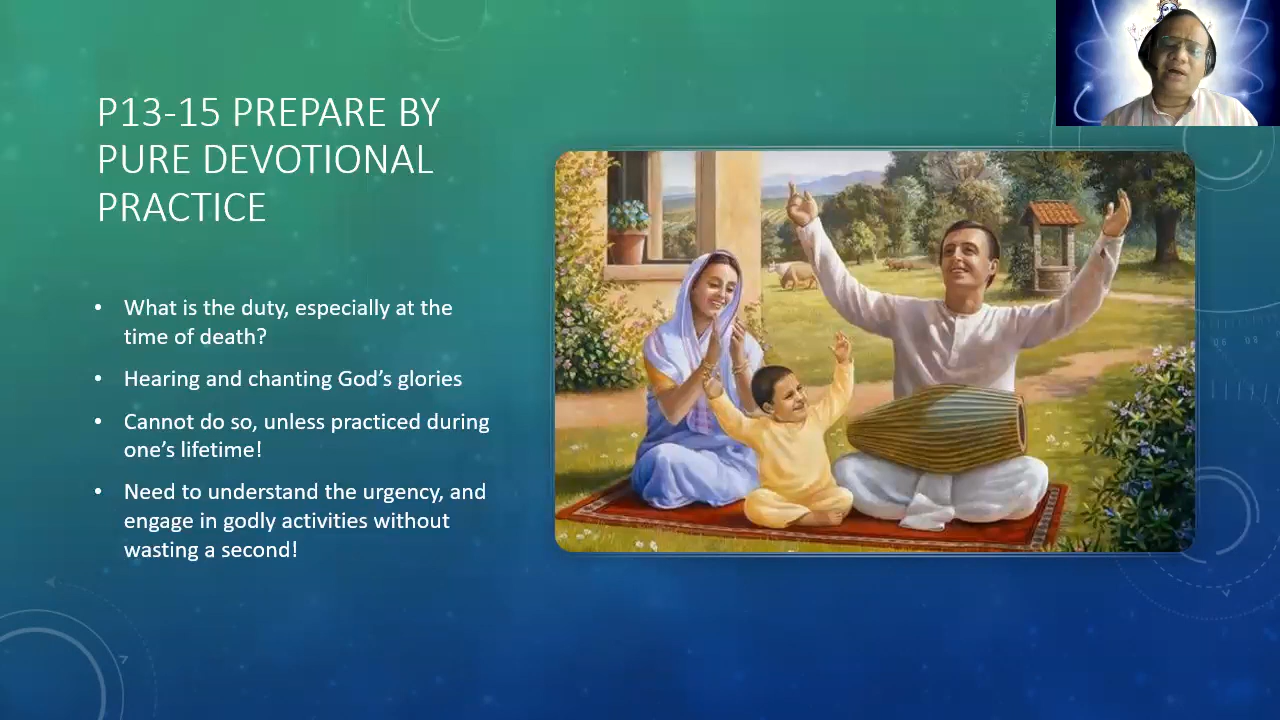 P13-15 PREPARE BY
PURE DEVOTIONAL
PRACTICE
• What is the duty, especially at the
time of death?
• Hearing and chanting God’s glories
• Cannot do so, unless practiced during
one’s lifetime!
• Need to understand the urgency, and
engage in godly activities without
wasting a second!